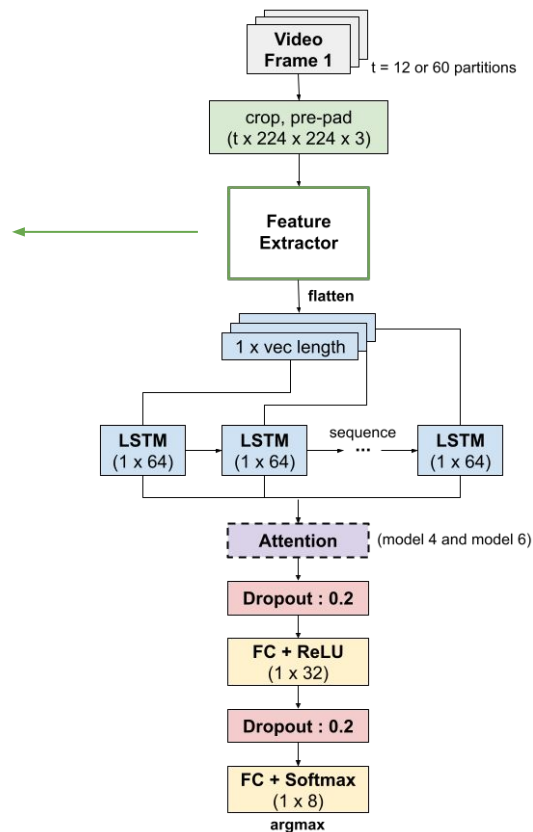 Video
Frame 1
t = 12 or 60 partitions
crop, pre-pad
(t x 224 x 224 x 3)
Feature
Extractor
flatten
1 x vec length
LSTM
(1 x 64)
LSTM
(1 x 64)
sequence
...
LSTM
(1 x 64)
Attention
(model 4 and model 6)
Dropout : 0.2
FC + ReLU
(1 x 32)
Dropout : 0.2
FC + Softmax
(1 x 8)
argmax